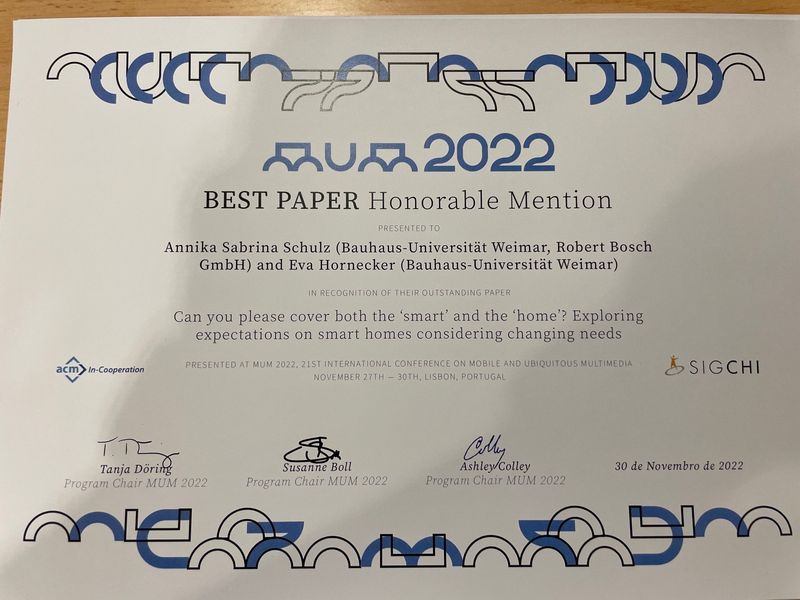 MUM 2022
BEST PAPER Honorable Mention
PRESENTED TO
Annika Sabrina Schulz (Bauhaus-Universität Weimar, Robert Bosch
GmbH) and Eva Hornecker (Bauhaus-Universität Weimar)
IN RECOGNITION OF THEIR OUTSTANDING PAPER
Can you please cover both the ‘smart’ and the ‘home’? Exploring
expectations on smart homes considering changing needs
acm In-Cooperation
PRESENTED AT MUM 2022, 21ST INTERNATIONAL CONFERENCE ON MOBILE AND UBIQUITOUS MULTIMEDIA
NOVEMBER 27TH — 30TH, LISBON, PORTUGAL
SIGCHI
T. D
Colley
Tanja Döring
Program Chair MUM 2022
Susanne Boll
Program Chair MUM 2022
Ashley Colley
Program Chair MUM 2022
30 de Novembro de 2022